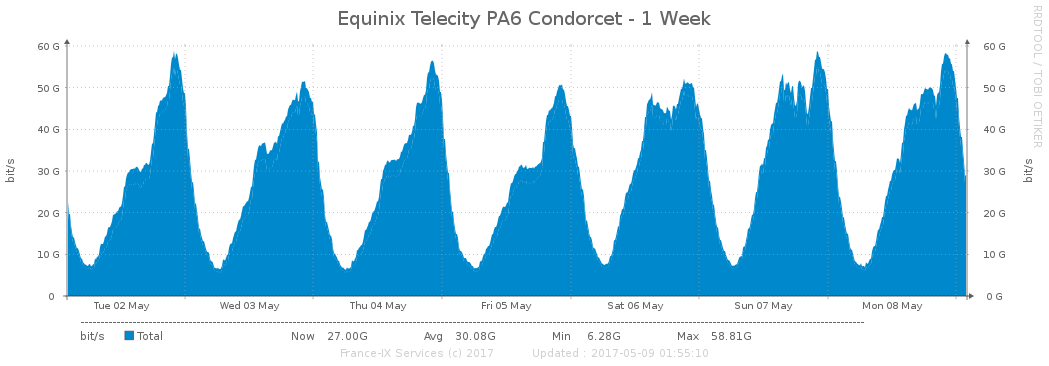 Equinix Telecity PA6 Condorcet - 1 Week
RRDTOOL / TOBI OETIKER
bit/s
60 G 60 G
50 G 50 G
40 G 40 G
30 G 30 G
20 G 20 G
10 G 10 G
0 0 G
bit/s
Tue 02 May Wed 03 May Thu 04 May Fri 05 May Sat 06 May Sun 07 May Mon 08 May
bit/s Total Now 27.00G Avg 30.08G Min 6.28G Max 58.81G
France-IX Services (c) 2017 Updated : 2017-05-09 01:55:10